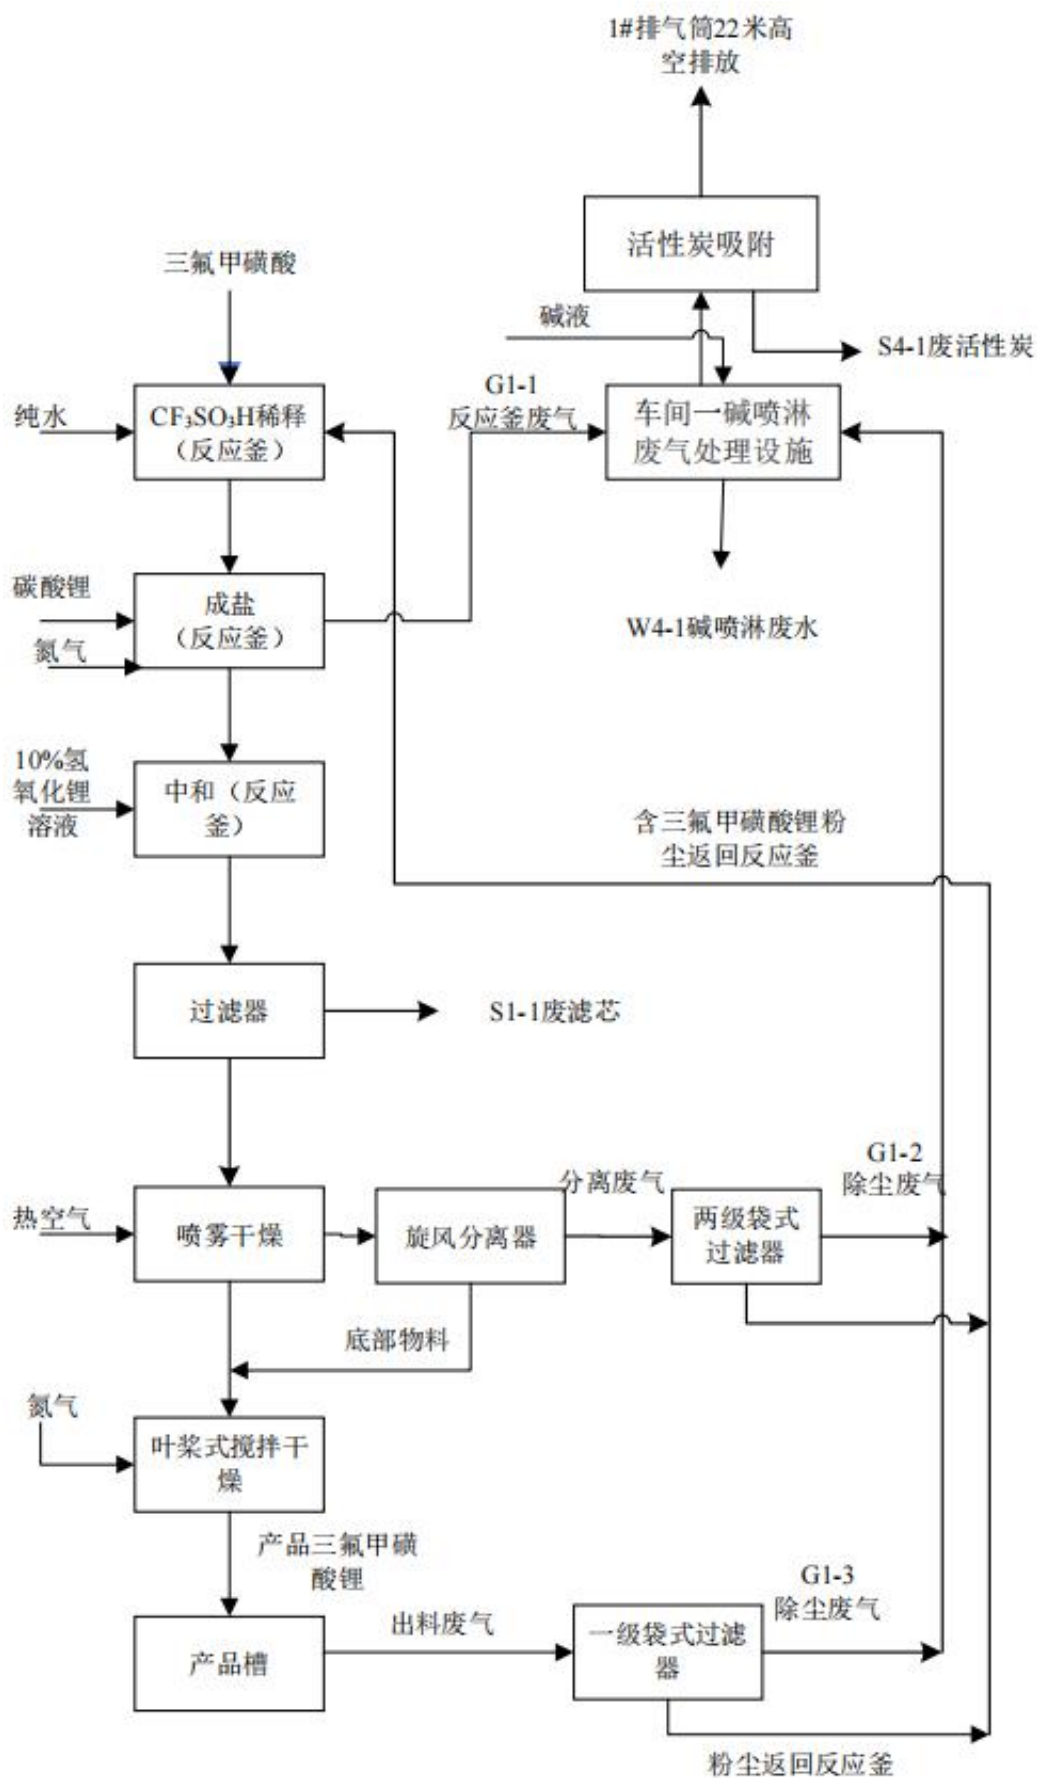 1#排气筒22米高
空排放
活性炭吸附
三氟甲磺酸
碱液
S4-1废活性炭
G1-1
反应釜废气
纯水
CF₃SO₃H稀释
（反应釜）
车间一碱喷淋
废气处理设施
碳酸锂
成盐
（反应釜）
氮气
W4-1碱喷淋废水
10%氢
氧化锂
溶液
中和（反应
釜）
含三氟甲磺酸锂粉
尘返回反应釜
过滤器
S1-1废滤芯
G1-2
除尘废气
分离废气
热空气
喷雾干燥
旋风分离器
两级袋式
过滤器
底部物料
氮气
叶桨式搅拌干
燥
产品三氟甲磺
酸锂
G1-3
除尘废气
出料废气
产品槽
一级袋式过滤
器
粉尘返回反应釜